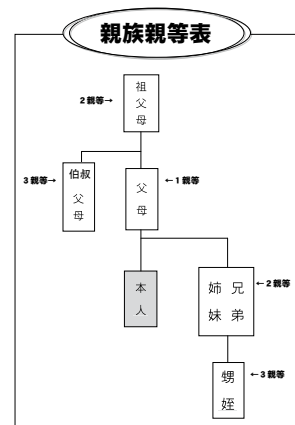 親族親等表
2親等→
祖父母
3親等→
伯叔父母
父母
←1親等
本人
兄弟
姉妹
←2親等
甥姪
←3親等